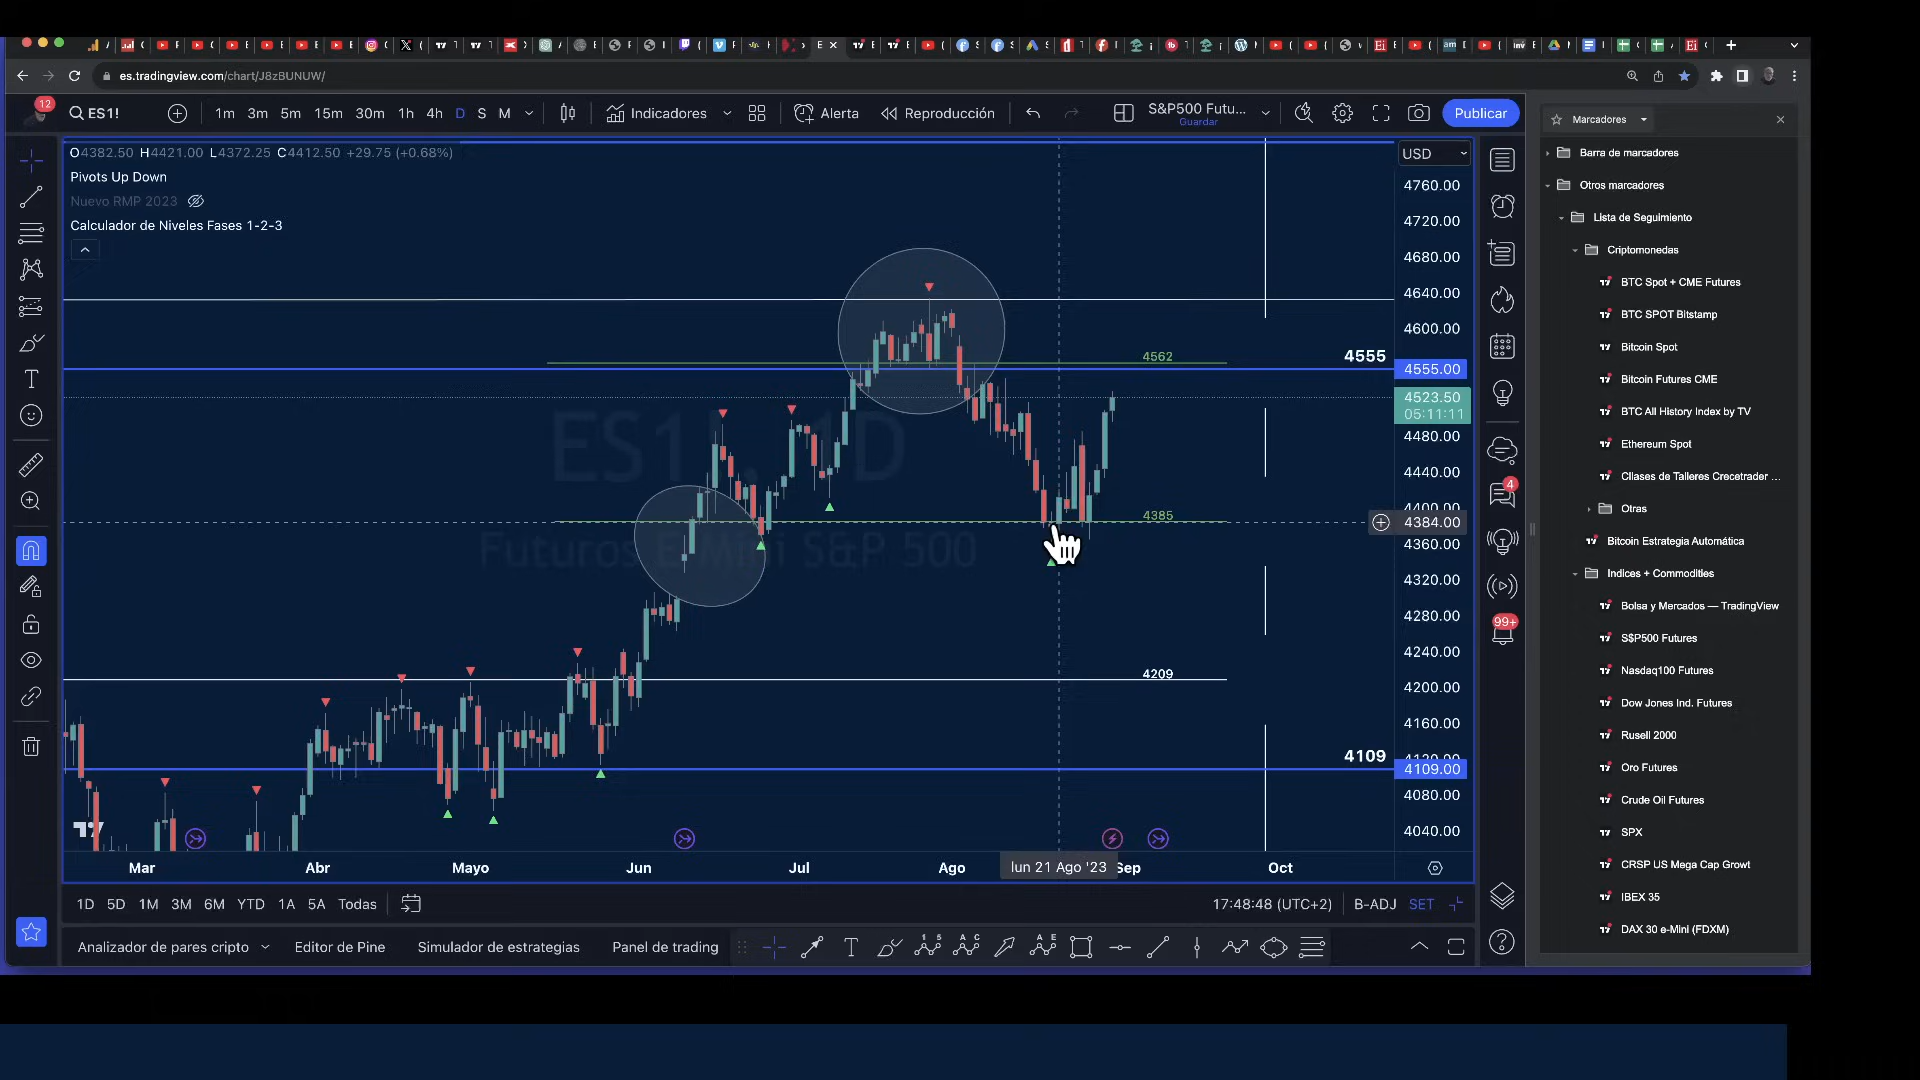 es.tradingview.com/chart/J8zBUNUW/
12
ES1!
1m 3m 5m 15m 30m 1h 4h D S M
Indicadores
Alerta
Reproducción
S&P500 Futu...
Guardar
Publicar
Marcadores
O4382.50 H4421.00 L4372.25 C4412.50 +29.75 (+0.68%)
Pivots Up Down
Nuevo RMP 2023
Calculador de Niveles Fases 1-2-3
USD
4760.00
4720.00
4680.00
4640.00
4600.00
4562
4555
4555.00
4523.50
05:11:11
4480.00
4440.00
4400.00
4385
4384.00
4360.00
4320.00
4280.00
4240.00
4209
4200.00
4160.00
4120.00
4109
4109.00
4080.00
4040.00
ES1!, 1D
Futuros E-Mini S&P 500
Mar Abr Mayo Jun Jul Ago lun 21 Ago '23 Sep Oct
1D 5D 1M 3M 6M YTD 1A 5A Todas
17:48:48 (UTC+2) B-ADJ SET
Analizador de pares cripto Editor de Pine Simulador de estrategias Panel de trading
4
99+
Barra de marcadores
Otros marcadores
Lista de Seguimiento
Criptomonedas
BTC Spot + CME Futures
BTC SPOT Bitstamp
Bitcoin Spot
Bitcoin Futures CME
BTC All History Index by TV
Ethereum Spot
Cllases de Talleres Crecetrader ...
Otras
Bitcoin Estrategia Automática
Indices + Commodities
Bolsa y Mercados — TradingView
S$P500 Futures
Nasdaq100 Futures
Dow Jones Ind. Futures
Rusell 2000
Oro Futures
Crude Oil Futures
SPX
CRSP US Mega Cap Growt
IBEX 35
DAX 30 e-Mini (FDXM)